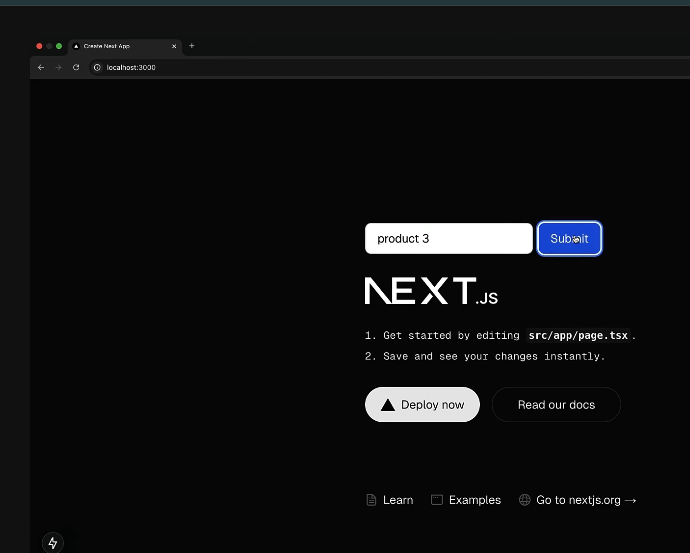 Create Next App
localhost:3000
product 3 Submit
NEXT.JS
1. Get started by editing src/app/page.tsx.
2. Save and see your changes instantly.
Deploy now Read our docs
Learn Examples Go to nextjs.org →